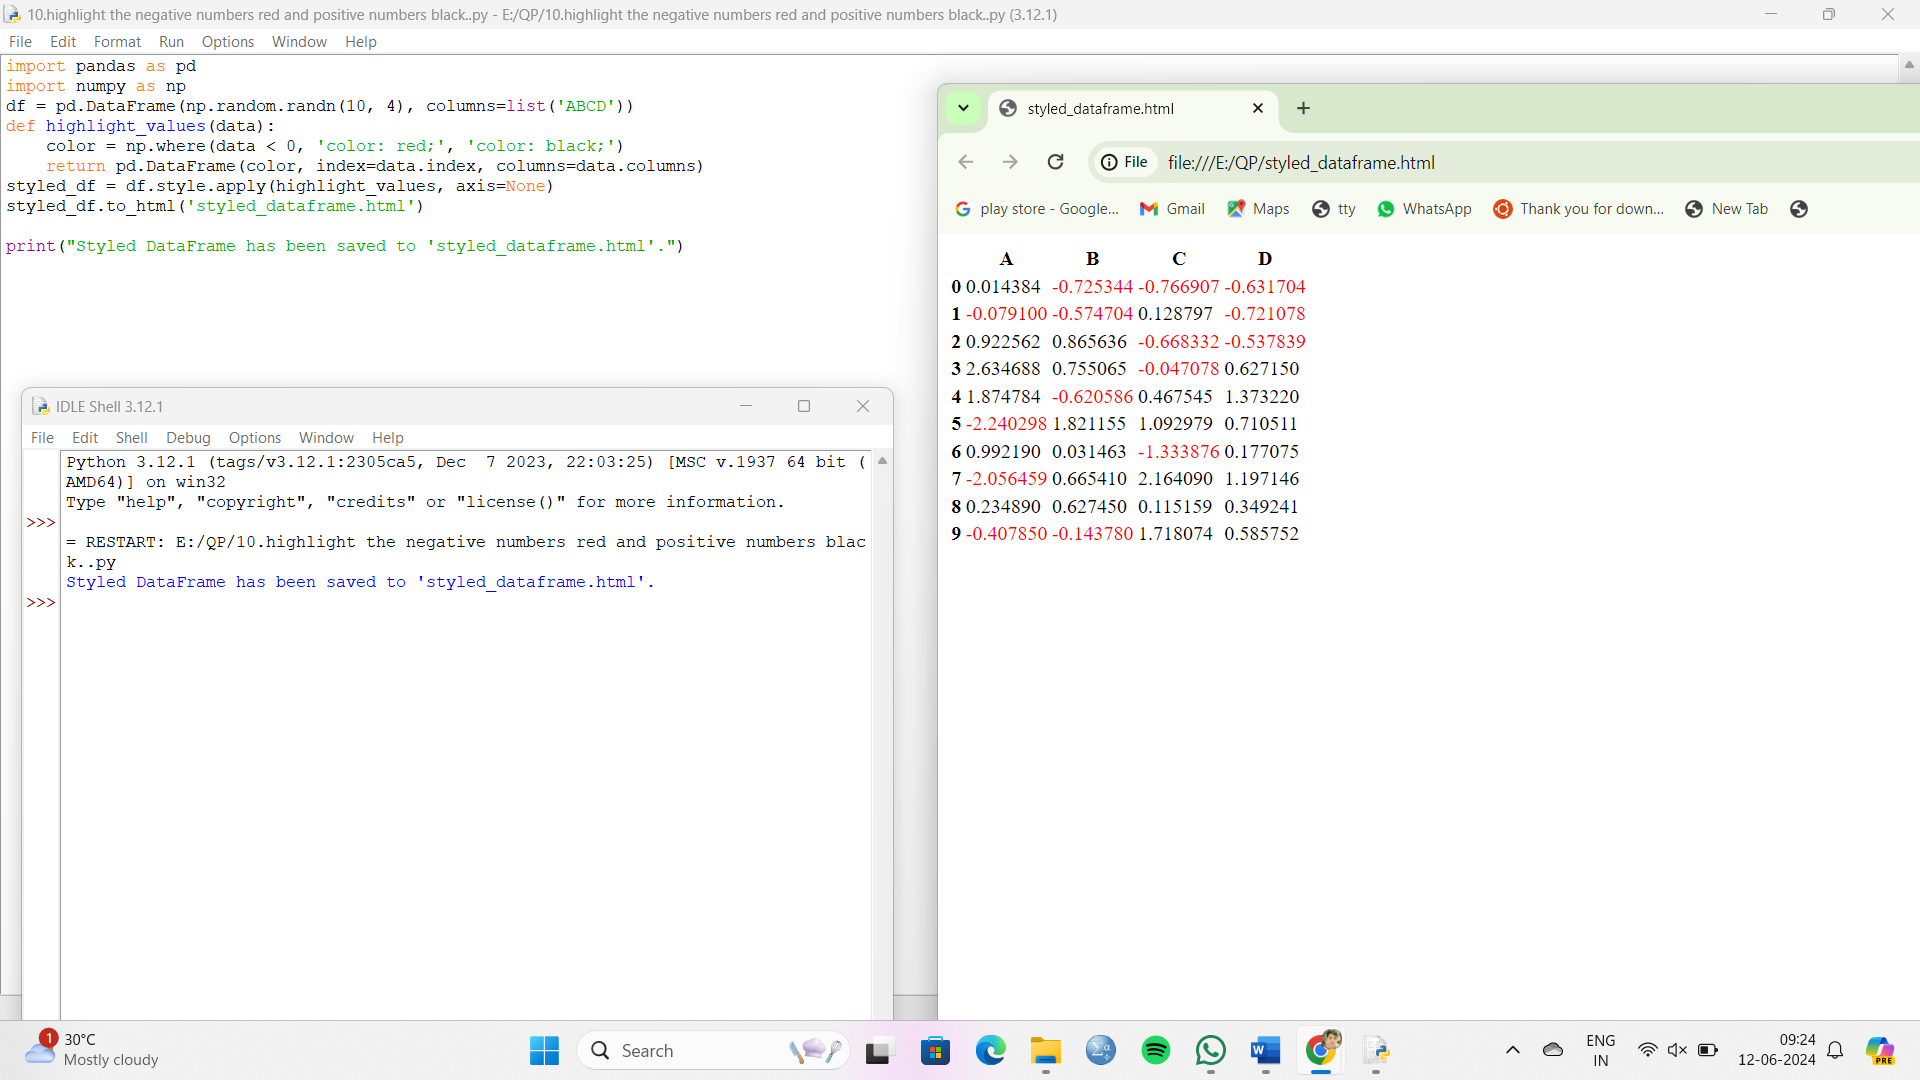 10.highlight the negative numbers red and positive numbers black..py - E:/QP/10.highlight the negative numbers red and positive numbers black..py (3.12.1)
File Edit Format Run Options Window Help
import pandas as pd
import numpy as np
df = pd.DataFrame(np.random.randn(10, 4), columns=list('ABCD'))
def highlight_values(data):
    color = np.where(data < 0, 'color: red;', 'color: black;')
    return pd.DataFrame(color, index=data.index, columns=data.columns)
styled_df = df.style.apply(highlight_values, axis=None)
styled_df.to_html('styled_dataframe.html')
print("Styled DataFrame has been saved to 'styled_dataframe.html'.")
IDLE Shell 3.12.1
File Edit Shell Debug Options Window Help
Python 3.12.1 (tags/v3.12.1:2305ca5, Dec  7 2023, 22:03:25) [MSC v.1937 64 bit (
AMD64)] on win32
Type "help", "copyright", "credits" or "license()" for more information.
>>>
= RESTART: E:/QP/10.highlight the negative numbers red and positive numbers blac
k..py
Styled DataFrame has been saved to 'styled_dataframe.html'.
>>>
styled_dataframe.html
File file:///E:/QP/styled_dataframe.html
play store - Google... Gmail Maps tty WhatsApp Thank you for down... New Tab
A B C D
0 0.014384 -0.725344 -0.766907 -0.631704
1 -0.079100 -0.574704 0.128797 -0.721078
2 0.922562 0.865636 -0.668332 -0.537839
3 2.634688 0.755065 -0.047078 0.627150
4 1.874784 -0.620586 0.467545 1.373220
5 -2.240298 1.821155 1.092979 0.710511
6 0.992190 0.031463 -1.333876 0.177075
7 -2.056459 0.665410 2.164090 1.197146
8 0.234890 0.627450 0.115159 0.349241
9 -0.407850 -0.143780 1.718074 0.585752
1
30°C
Mostly cloudy
Search
W
ENG
IN
09:24
12-06-2024
PRE